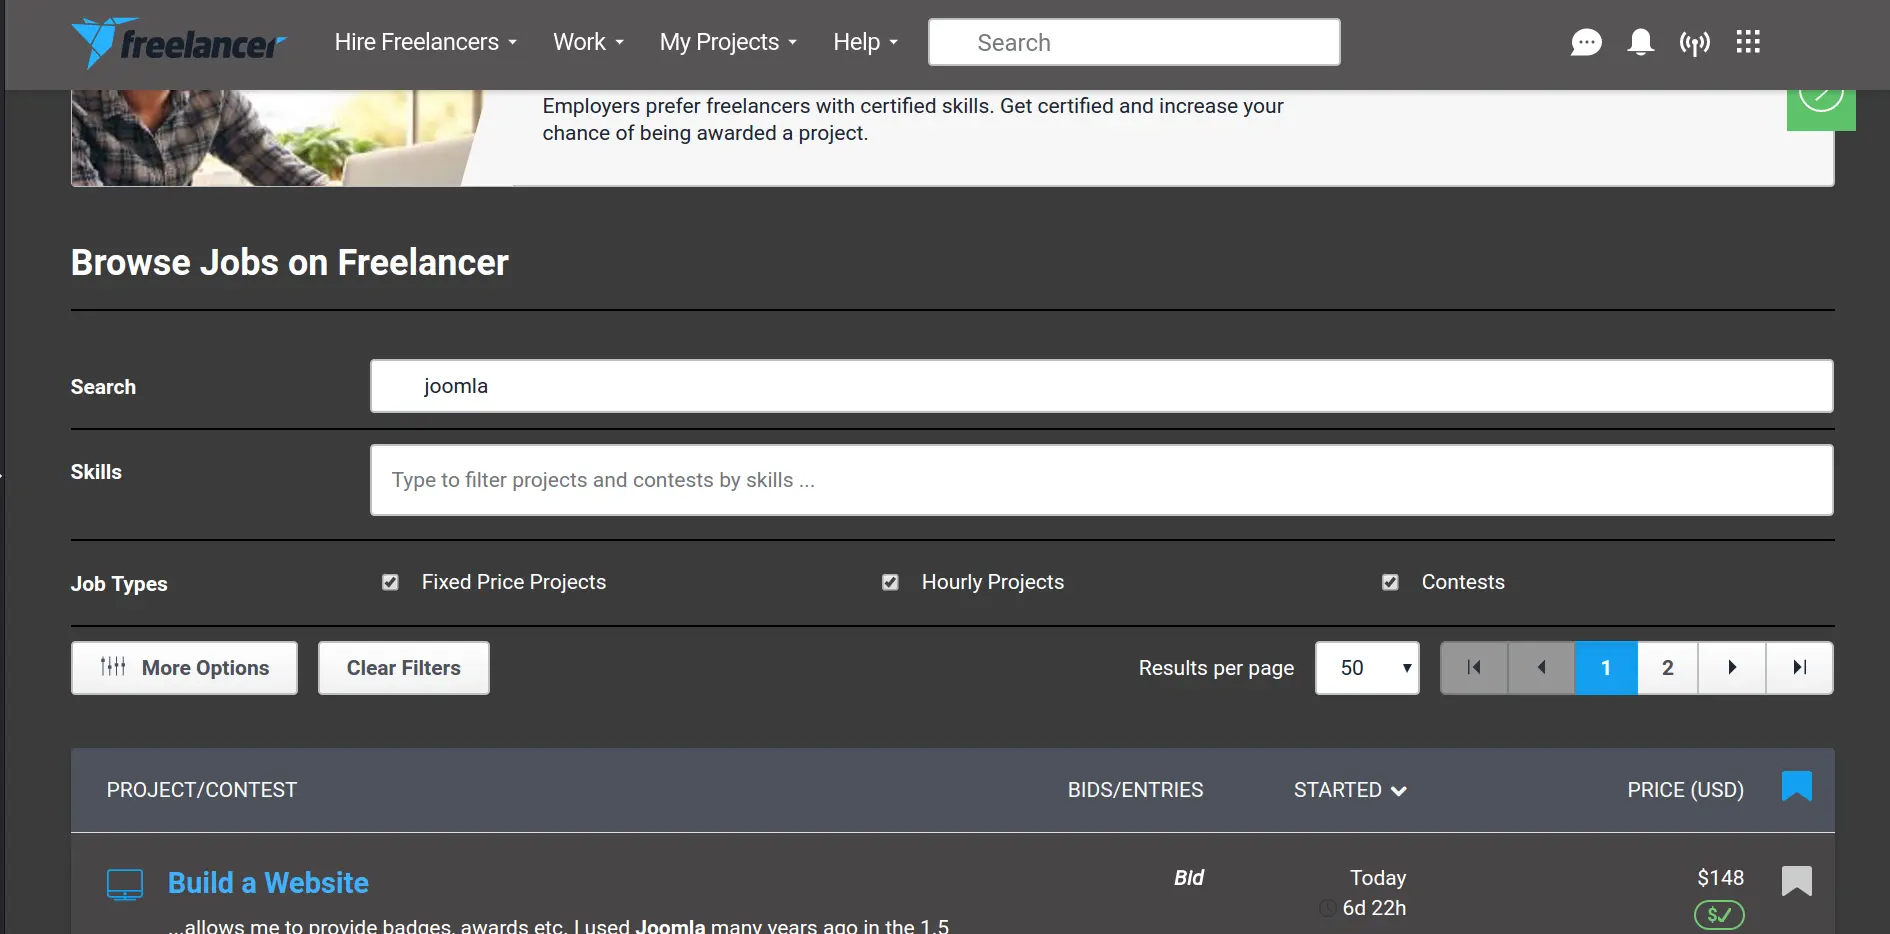 freelancer Hire Freelancers Work My Projects Help Search
Employers prefer freelancers with certified skills. Get certified and increase your
chance of being awarded a project.
Browse Jobs on Freelancer
Search joomla
Skills Type to filter projects and contests by skills ...
Job Types Fixed Price Projects Hourly Projects Contests
More Options Clear Filters Results per page 50 1 2
PROJECT/CONTEST BIDS/ENTRIES STARTED PRICE (USD)
Build a Website Bid Today $148
6d 22h $
...allows me to provide badges, awards etc. I used Joomla many years ago in the 1.5